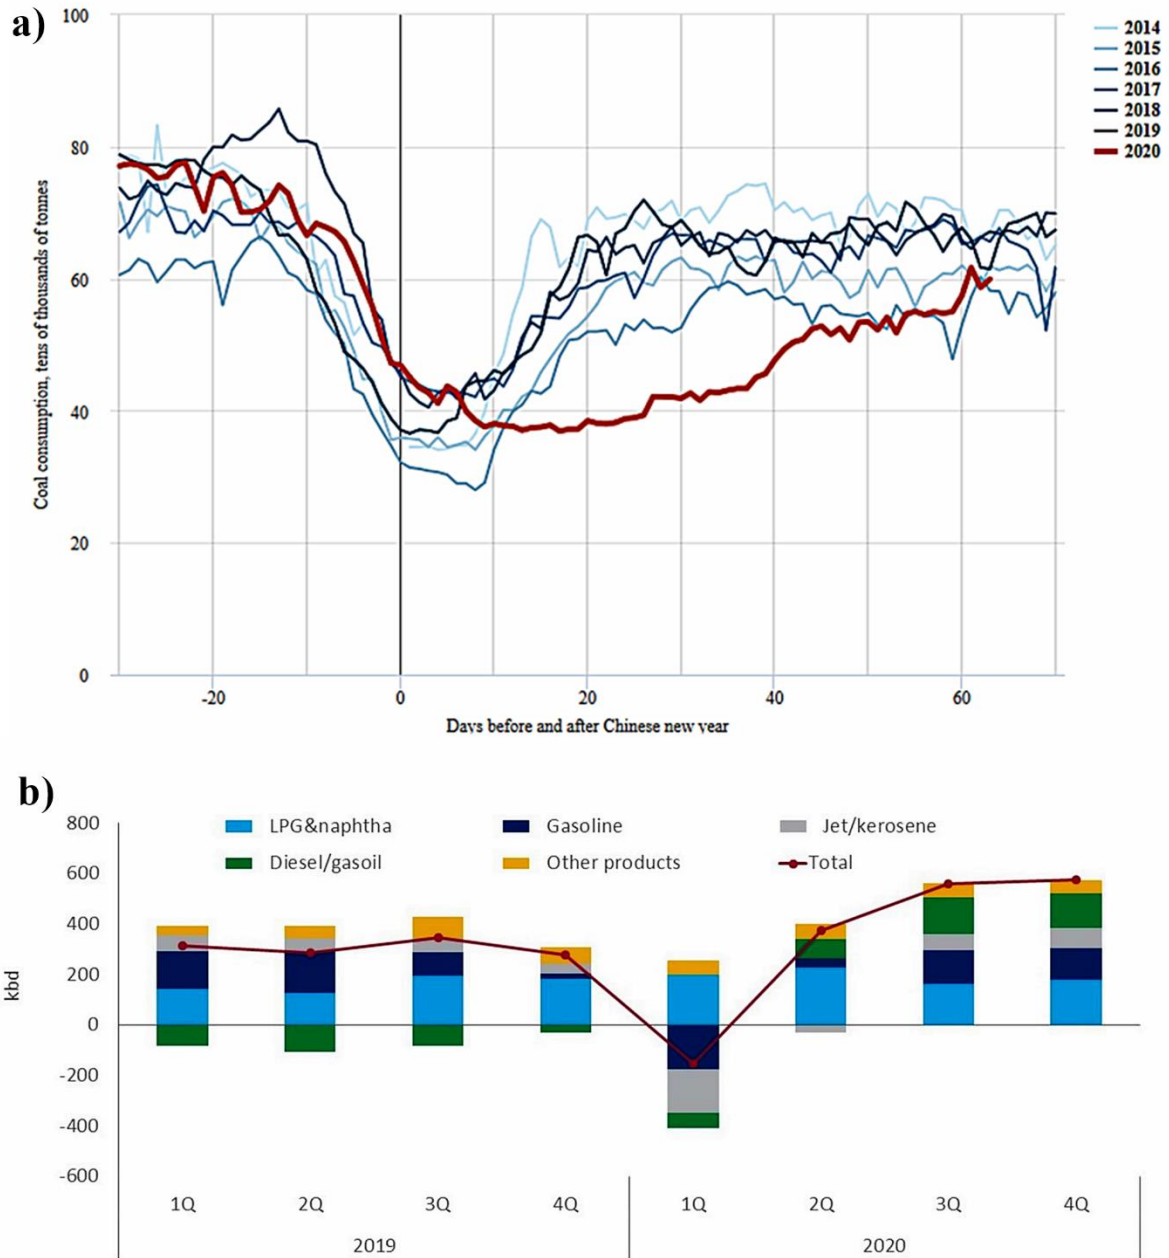 a)
100
80
60
40
20
0
Coal consumption, tens of thousands of tonnes
-20 0 20 40 60
Days before and after Chinese new year
2014
2015
2016
2017
2018
2019
2020
b)
LPG&naphtha Gasoline Jet/kerosene
Diesel/gasoil Other products Total
800
600
400
200
0
-200
-400
-600
kbd
1Q 2Q 3Q 4Q 1Q 2Q 3Q 4Q
2019 2020